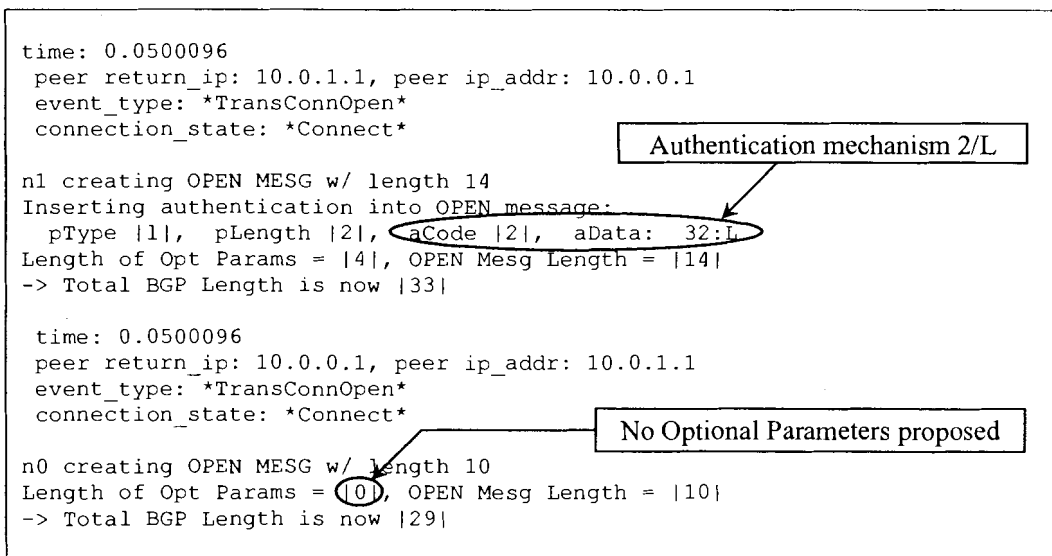 time: 0.0500096
peer return_ip: 10.0.1.1, peer ip_addr: 10.0.0.1
event_type: *TransConnOpen*
connection_state: *Connect*
Authentication mechanism 2/L
n1 creating OPEN MESG w/ length 14
Inserting authentication into OPEN message:
pType |1|, pLength |2|, aCode |2|, aData: 32:L
Length of Opt Params = |4|, OPEN Mesg Length = |14|
-> Total BGP Length is now |33|
time: 0.0500096
peer return_ip: 10.0.0.1, peer ip_addr: 10.0.1.1
event_type: *TransConnOpen*
connection_state: *Connect*
No Optional Parameters proposed
n0 creating OPEN MESG w/ length 10
Length of Opt Params = |0|, OPEN Mesg Length = |10|
-> Total BGP Length is now |29|